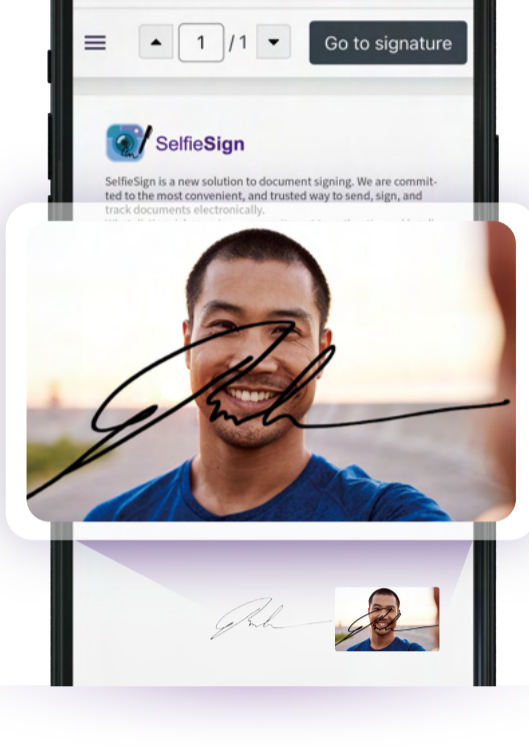 1 / 1 Go to signature
SelfieSign
SelfieSign is a new solution to document signing. We are commit-
ted to the most convenient, and trusted way to send, sign, and
track documents electronically.